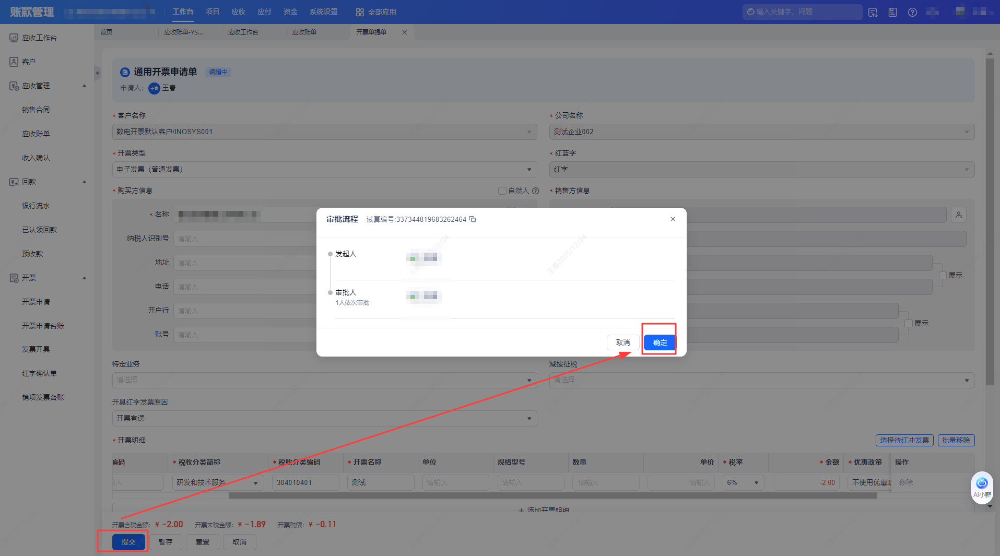 账款管理
工作台 项目 应收 应付 资金 系统设置 全部应用
输入关键字、问题
首页 应收账单-YS... 应收工作台 应收账单 开票单提单
应收工作台
客户
应收管理
销售合同
应收账单
收入确认
回款
银行流水
已认领回款
预收款
开票
开票申请
开票申请台账
发票开具
红字确认单
销项发票台账
通用开票申请单 编辑中
申请人： 王春 王春
* 客户名称
数电开票默认客户/INOSYS001
* 公司名称
测试企业002
* 开票类型
电子发票（普通发票）
* 红蓝字
红字
* 购买方信息
自然人
* 销售方信息
* 名称
纳税人识别号 请输入
地址 请输入
电话 请输入
开户行 请输入
账号 请输入
展示
展示
审批流程 试算编号:337344819683262464
发起人
审批人
1人依次审批
王春2025/12/24
取消 确定
特定业务
请选择
减按征税
请选择
开具红字发票原因
开票有误
* 开票明细
选择待红冲发票 批量移除
编码 * 税收分类简称 * 税收分类编码 * 开票名称 单位 规格型号 数量 单价 * 税率 * 金额 * 优惠政策 操作
研发和技术服务 304010401 测试 请输入 请输入 请输入 请输入 6% -2.00 不使用优惠政 移除
添加开票明细
开票含税金额: ¥ -2.00 开票未税金额: ¥ -1.89 开票税额: ¥ -0.11
提交 暂存 重置 取消
AI小薪